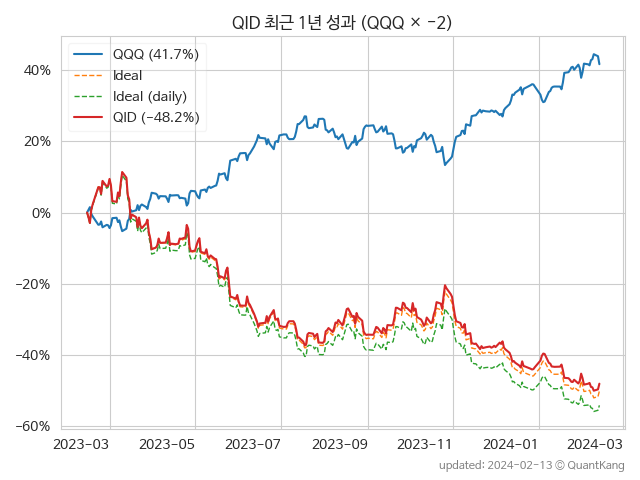 QID 최근 1년 성과 (QQQ × −2)
QQQ (41.7%)
Ideal
Ideal (daily)
QID (−48.2%)
40%
20%
0%
−20%
−40%
−60%
2023-03 2023-05 2023-07 2023-09 2023-11 2024-01 2024-03
updated: 2024-02-13 © QuantKang